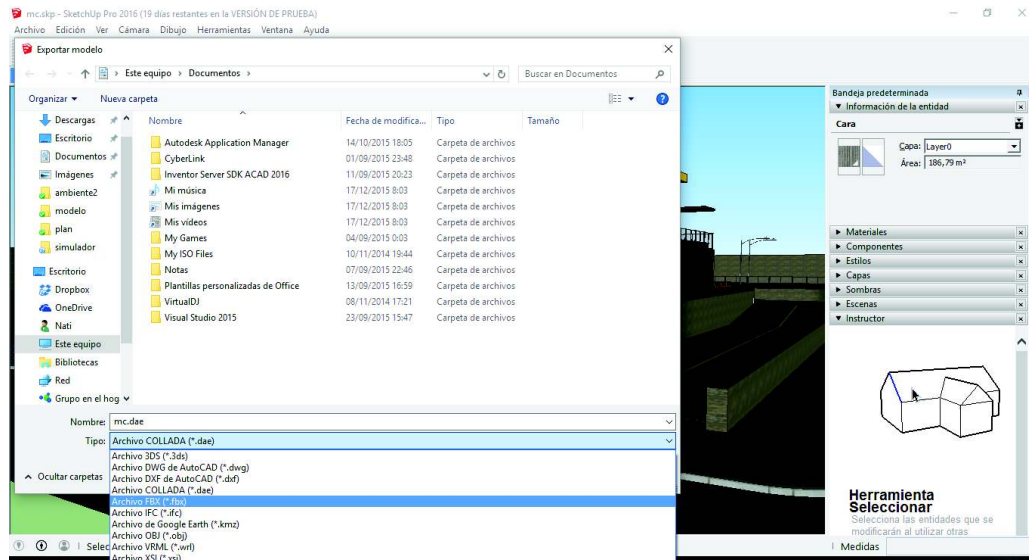 mc.skp - SketchUp Pro 2016 (19 días restantes en la VERSIÓN DE PRUEBA)
Archivo Edición Ver Cámara Dibujo Herramientas Ventana Ayuda
Exportar modelo
Este equipo > Documentos >
Buscar en Documentos
Organizar
Nueva carpeta
Descargas
Escritorio
Documentos
Imágenes
ambiente2
modelo
plan
simulador
Escritorio
Dropbox
OneDrive
Nati
Este equipo
Bibliotecas
Red
Grupo en el hog
Nombre Fecha de modifica... Tipo Tamaño
Autodesk Application Manager 14/10/2015 18:05 Carpeta de archivos
CyberLink 01/09/2015 23:48 Carpeta de archivos
Inventor Server SDK ACAD 2016 11/09/2015 20:23 Carpeta de archivos
Mi música 17/12/2015 8:03 Carpeta de archivos
Mis imágenes 17/12/2015 8:03 Carpeta de archivos
Mis vídeos 17/12/2015 8:03 Carpeta de archivos
My Games 04/09/2015 0:03 Carpeta de archivos
My ISO Files 10/11/2014 19:44 Carpeta de archivos
Notas 07/09/2015 22:46 Carpeta de archivos
Plantillas personalizadas de Office 13/09/2015 16:59 Carpeta de archivos
VirtualDJ 08/11/2014 17:21 Carpeta de archivos
Visual Studio 2015 23/09/2015 15:47 Carpeta de archivos
Nombre: mc.dae
Tipo: Archivo COLLADA (*.dae)
Ocultar carpetas
Archivo 3DS (*.3ds)
Archivo DWG de AutoCAD (*.dwg)
Archivo DXF de AutoCAD (*.dxf)
Archivo COLLADA (*.dae)
Archivo FBX (*.fbx)
Archivo IFC (*.ifc)
Archivo de Google Earth (*.kmz)
Archivo OBJ (*.obj)
Archivo VRML (*.wrl)
Archivo XSI (*.xsi)
Selec
Bandeja predeterminada
Información de la entidad
Cara
Capa: Layer0
Área: 186,79 m²
Materiales
Componentes
Estilos
Capas
Sombras
Escenas
Instructor
Herramienta
Seleccionar
Selecciona las entidades que se
modificarán al utilizar otras
Medidas